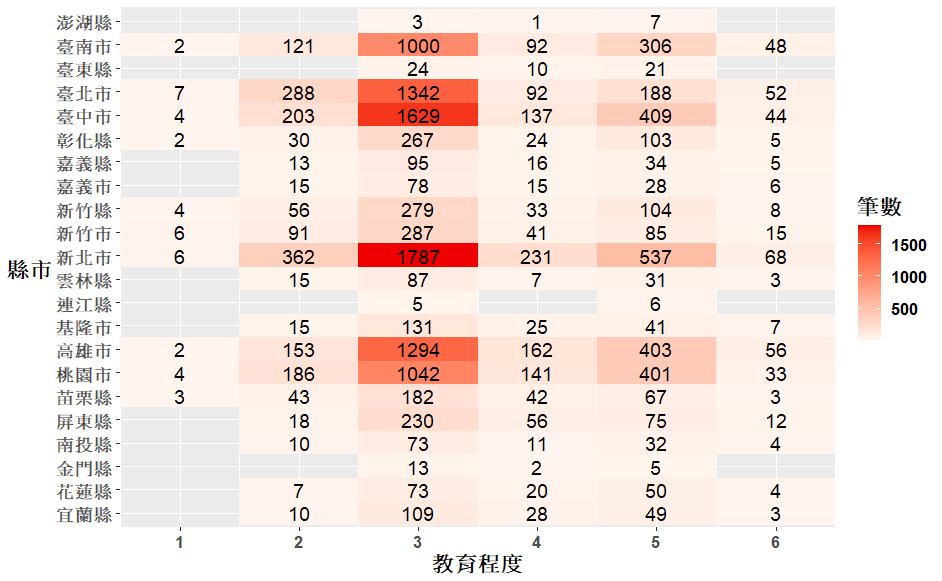 澎湖縣 3 1 7
臺南市 2 121 1000 92 306 48
臺東縣 24 10 21
臺北市 7 288 1342 92 188 52
臺中市 4 203 1629 137 409 44
彰化縣 2 30 267 24 103 5
嘉義縣 13 95 16 34 5
嘉義市 15 78 15 28 6
新竹縣 4 56 279 33 104 8
新竹市 6 91 287 41 85 15
新北市 6 362 1787 231 537 68
雲林縣 15 87 7 31 3
連江縣 5 6
基隆市 15 131 25 41 7
高雄市 2 153 1294 162 403 56
桃園市 4 186 1042 141 401 33
苗栗縣 3 43 182 42 67 3
屏東縣 18 230 56 75 12
南投縣 10 73 11 32 4
金門縣 13 2 5
花蓮縣 7 73 20 50 4
宜蘭縣 10 109 28 49 3
1 2 3 4 5 6
教育程度
縣市
筆數
1500
1000
500